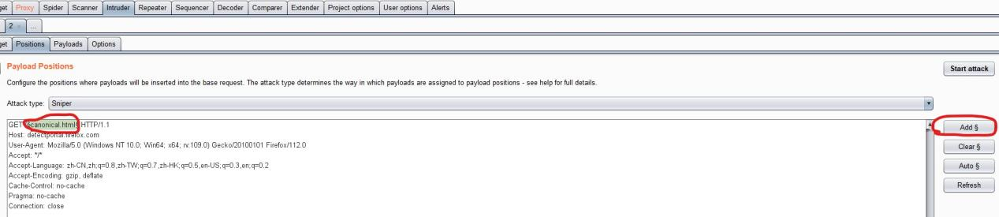 get Proxy Spider Scanner Intruder Repeater Sequencer Decoder Comparer Extender Project options User options Alerts
2 × ...
get Positions Payloads Options
Payload Positions
Start attack
Configure the positions where payloads will be inserted into the base request. The attack type determines the way in which payloads are assigned to payload positions - see help for full details.
Attack type: Sniper
GET /§canonical.html§ HTTP/1.1
Add §
Host: detectportal.firefox.com
User-Agent: Mozilla/5.0 (Windows NT 10.0; Win64; x64; rv:109.0) Gecko/20100101 Firefox/112.0
Clear §
Accept: */*
Accept-Language: zh-CN,zh;q=0.8,zh-TW;q=0.7,zh-HK;q=0.5,en-US;q=0.3,en;q=0.2
Auto §
Accept-Encoding: gzip, deflate
Cache-Control: no-cache
Refresh
Pragma: no-cache
Connection: close